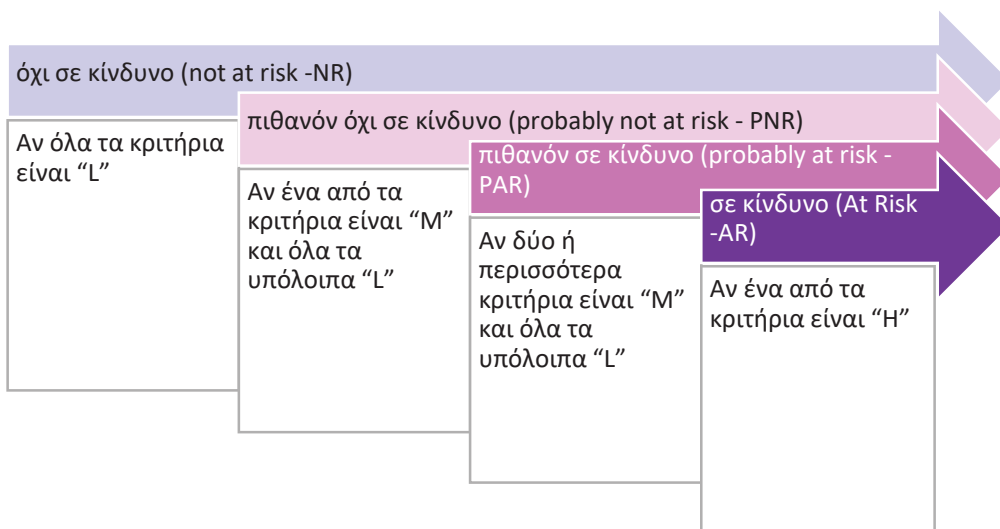 όχι σε κίνδυνο (not at risk -NR)
Αν όλα τα κριτήρια
είναι “L”
πιθανόν όχι σε κίνδυνο (probably not at risk - PNR)
Αν ένα από τα
κριτήρια είναι “M”
και όλα τα
υπόλοιπα “L”
πιθανόν σε κίνδυνο (probably at risk -
PAR)
Αν δύο ή
περισσότερα
κριτήρια είναι “M”
και όλα τα
υπόλοιπα “L”
σε κίνδυνο (At Risk
-AR)
Αν ένα από τα
κριτήρια είναι “H”